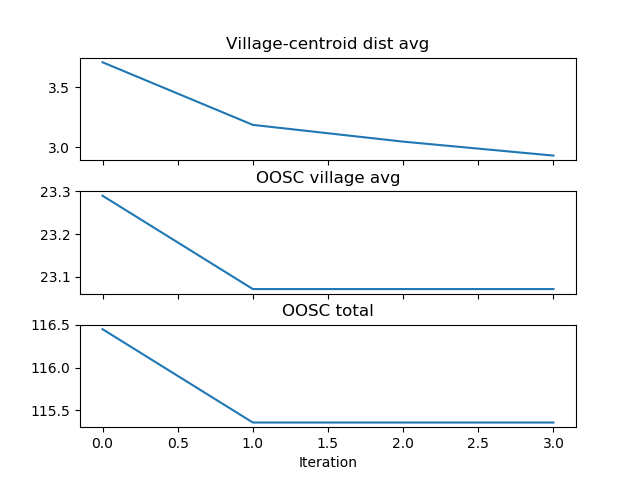 Village-centroid dist avg
3.5
3.0
OOSC village avg
23.3
23.2
23.1
OOSC total
116.5
116.0
115.5
0.0 0.5 1.0 1.5 2.0 2.5 3.0
Iteration